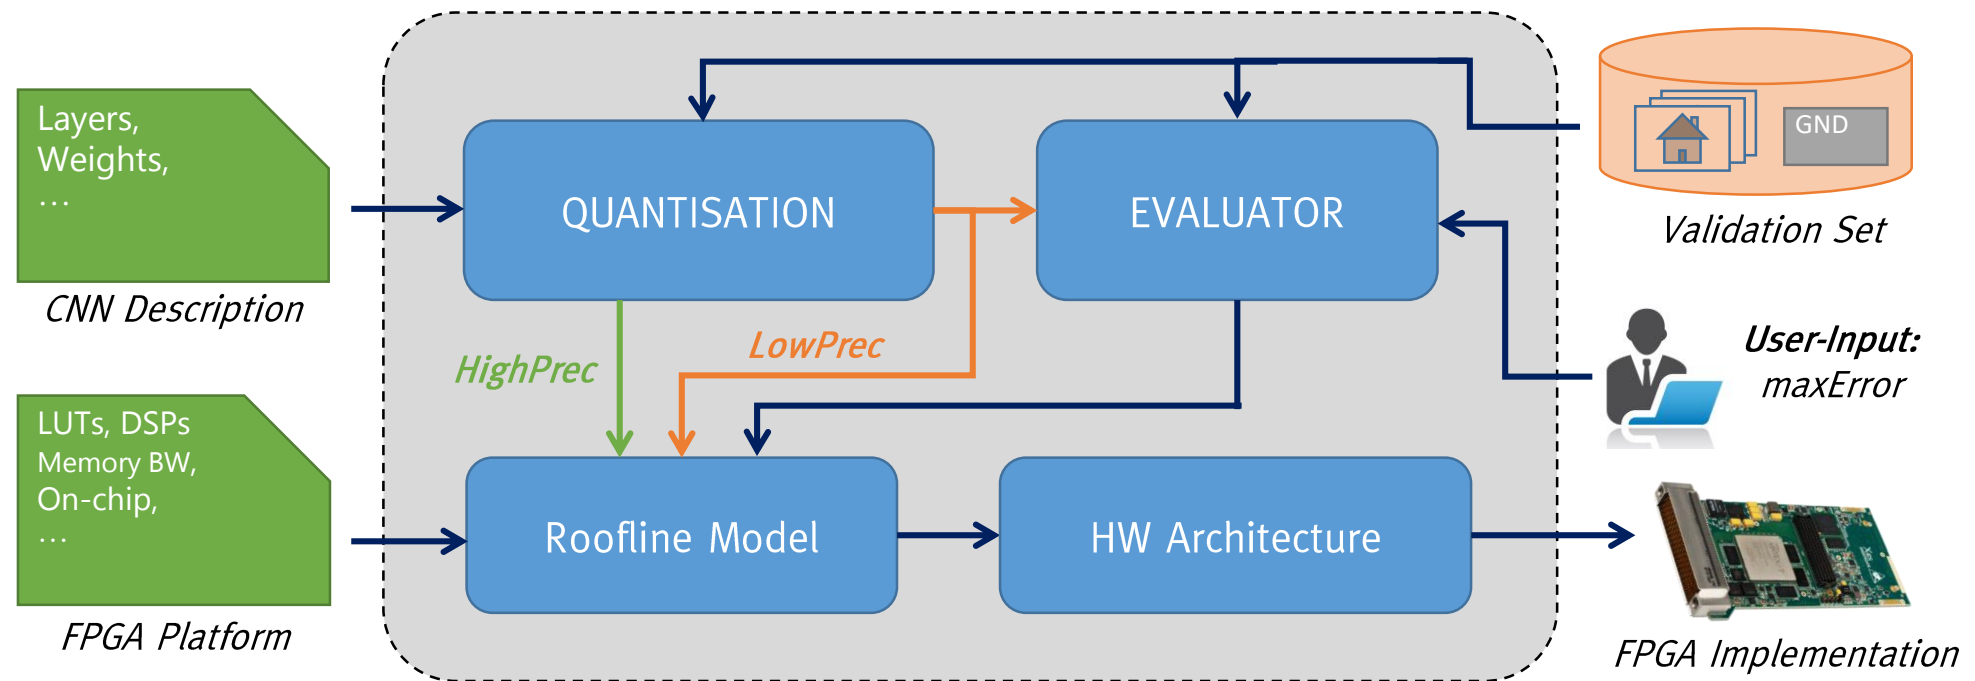 Layers,
Weights,
...
CNN Description
QUANTISATION
EVALUATOR
GND
Validation Set
HighPrec
LowPrec
User-Input:
maxError
LUTs, DSPs
Memory BW,
On-chip,
...
FPGA Platform
Roofline Model
HW Architecture
FPGA Implementation